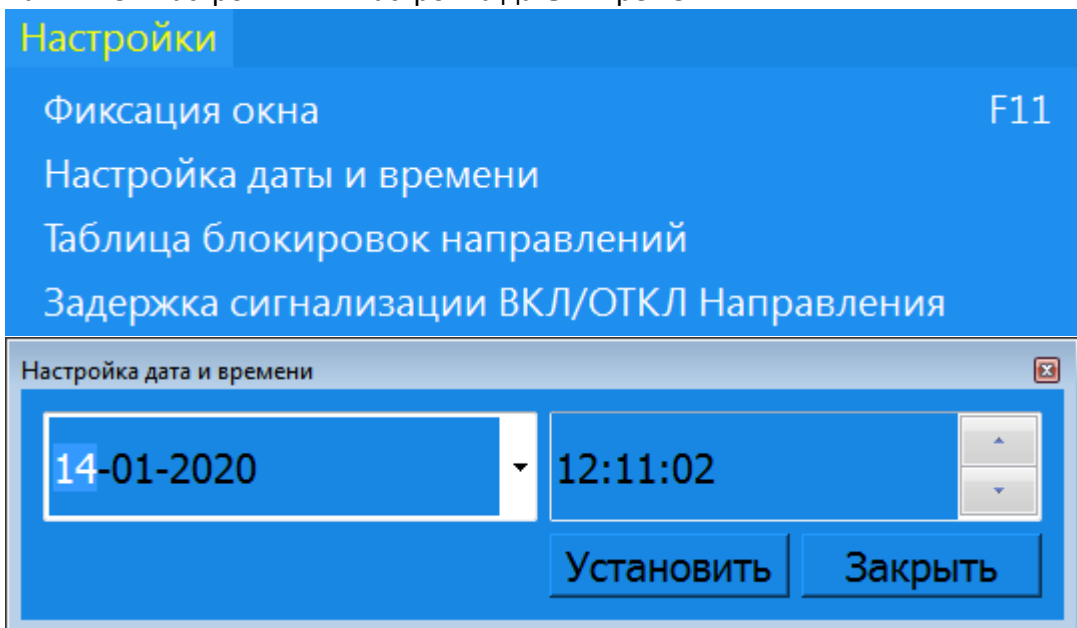 Настройки
Фиксация окна F11
Настройка даты и времени
Таблица блокировок направлений
Задержка сигнализации ВКЛ/ОТКЛ Направления
Настройка дата и времени
14-01-2020 12:11:02
Установить Закрыть